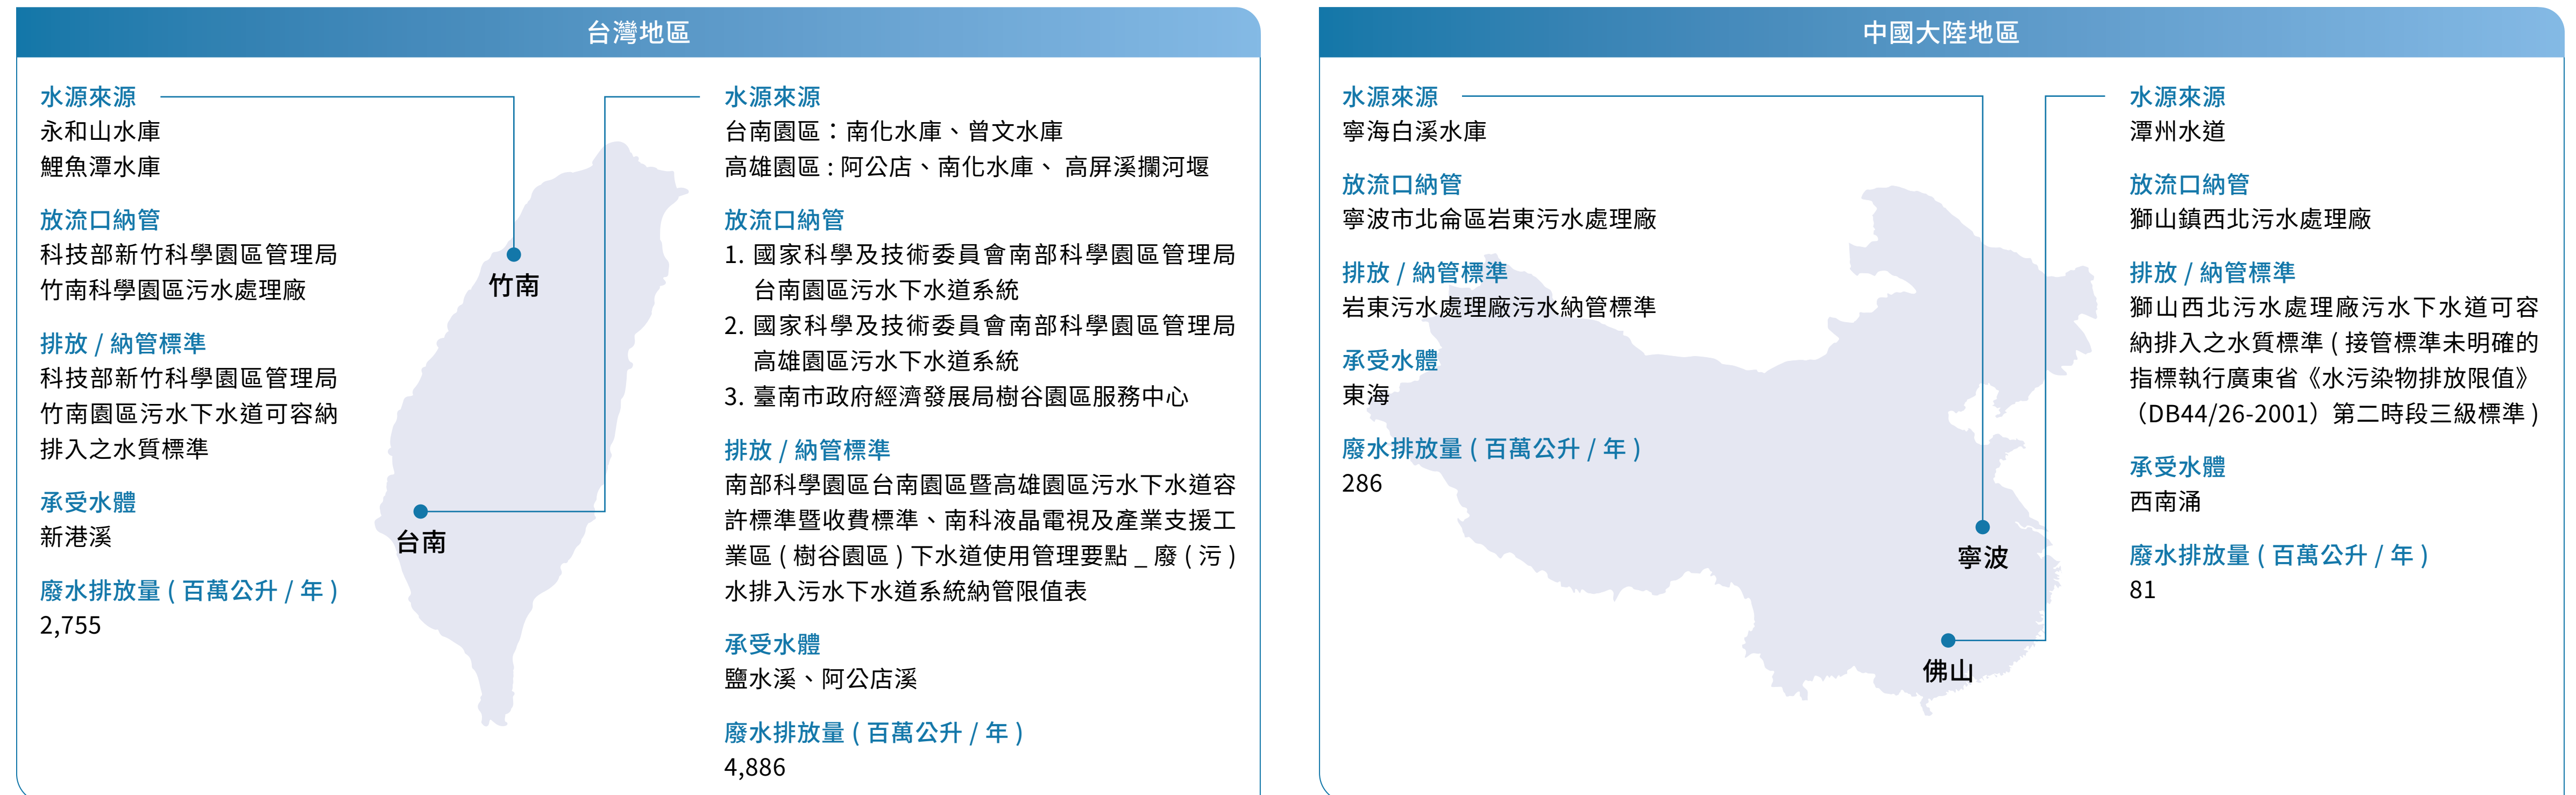 台灣地區
水源來源
永和山水庫
鯉魚潭水庫
放流口納管
科技部新竹科學園區管理局
竹南科學園區污水處理廠
排放 / 納管標準
科技部新竹科學園區管理局
竹南園區污水下水道可容納
排入之水質標準
承受水體
新港溪
廢水排放量 ( 百萬公升 / 年 )
2,755
竹南
台南
水源來源
台南園區：南化水庫、曾文水庫
高雄園區 : 阿公店、南化水庫、 高屏溪攔河堰
放流口納管
1. 國家科學及技術委員會南部科學園區管理局
台南園區污水下水道系統
2. 國家科學及技術委員會南部科學園區管理局
高雄園區污水下水道系統
3. 臺南市政府經濟發展局樹谷園區服務中心
排放 / 納管標準
南部科學園區台南園區暨高雄園區污水下水道容
許標準暨收費標準、南科液晶電視及產業支援工
業區 ( 樹谷園區 ) 下水道使用管理要點 _ 廢 ( 污 )
水排入污水下水道系統納管限值表
承受水體
鹽水溪、阿公店溪
廢水排放量 ( 百萬公升 / 年 )
4,886
中國大陸地區
水源來源
寧海白溪水庫
放流口納管
寧波市北侖區岩東污水處理廠
排放 / 納管標準
岩東污水處理廠污水納管標準
承受水體
東海
廢水排放量 ( 百萬公升 / 年 )
286
寧波
佛山
水源來源
潭州水道
放流口納管
獅山鎮西北污水處理廠
排放 / 納管標準
獅山西北污水處理廠污水下水道可容
納排入之水質標準 ( 接管標準未明確的
指標執行廣東省《水污染物排放限值》
（DB44/26-2001）第二時段三級標準 )
承受水體
西南涌
廢水排放量 ( 百萬公升 / 年 )
81